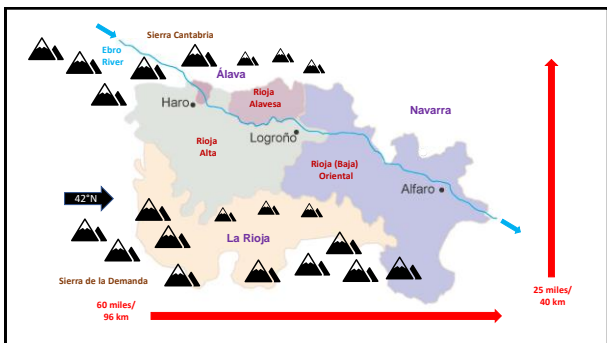 Sierra Cantabria
Ebro
River
Álava
Haro
Rioja
Alavesa
Navarra
Rioja
Alta
Logroño
Rioja (Baja)
Oriental
Alfaro
42°N
La Rioja
Sierra de la Demanda
60 miles/
96 km
25 miles/
40 km